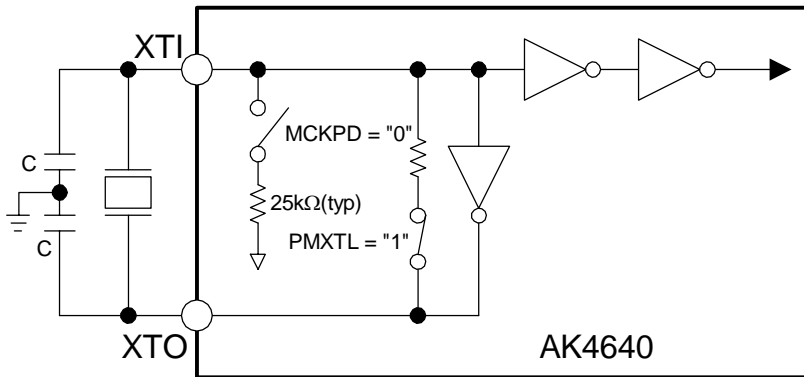 XTI
MCKPD = "0"
C
25kΩ(typ)
C
PMXTL = "1"
XTO
AK4640